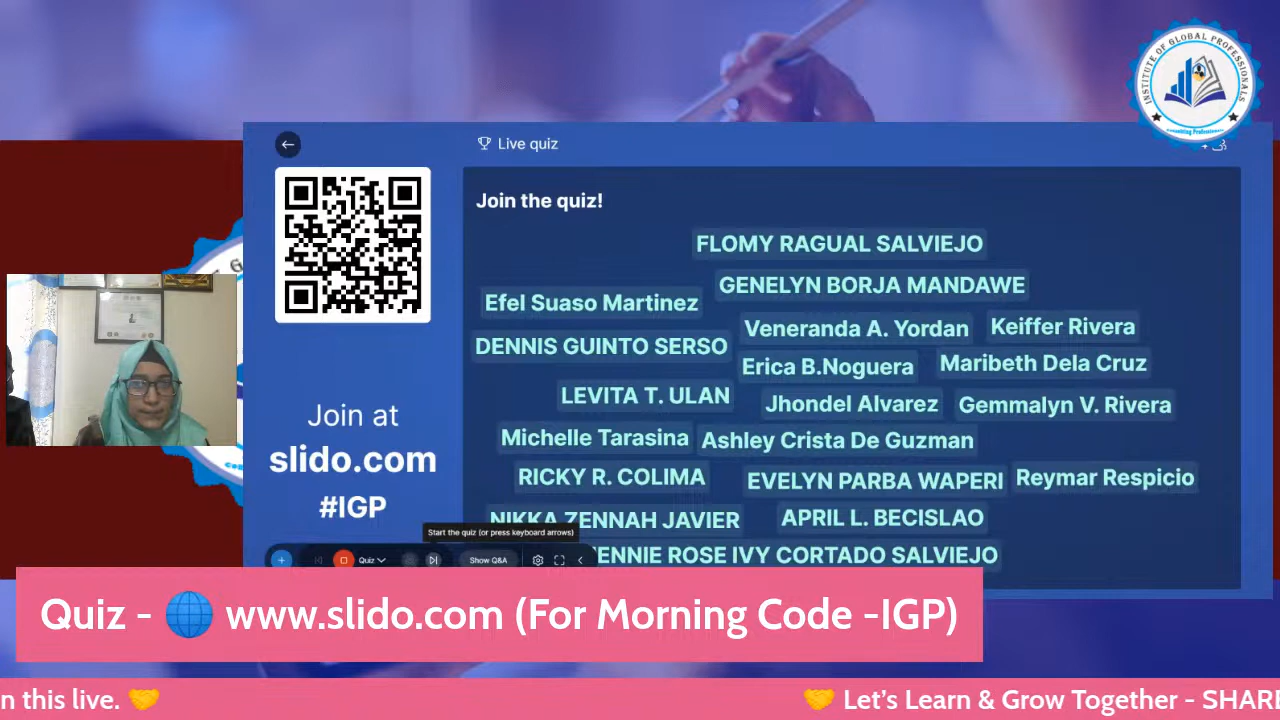 INSTITUTE OF GLOBAL PROFESSIONALS
Consulting Professionals
Live quiz
Join the quiz!
FLOMY RAGUAL SALVIEJO
GENELYN BORJA MANDAWE
Efel Suaso Martinez
Veneranda A. Yordan
Keiffer Rivera
DENNIS GUINTO SERSO
Erica B.Noguera
Maribeth Dela Cruz
LEVITA T. ULAN
Jhondel Alvarez
Gemmalyn V. Rivera
Michelle Tarasina
Ashley Crista De Guzman
RICKY R. COLIMA
EVELYN PARBA WAPERI
Reymar Respicio
NIKKA ZENNAH JAVIER
APRIL L. BECISLAO
ROSE IVY CORTADO SALVIEJO
Join at
slido.com
#IGP
Start the quiz (or press keyboard arrows)
Quiz
Show Q&A
Quiz - 🌐 www.slido.com (For Morning Code -IGP)
n this live. 🤝
🤝 Let's Learn & Grow Together - SHARE